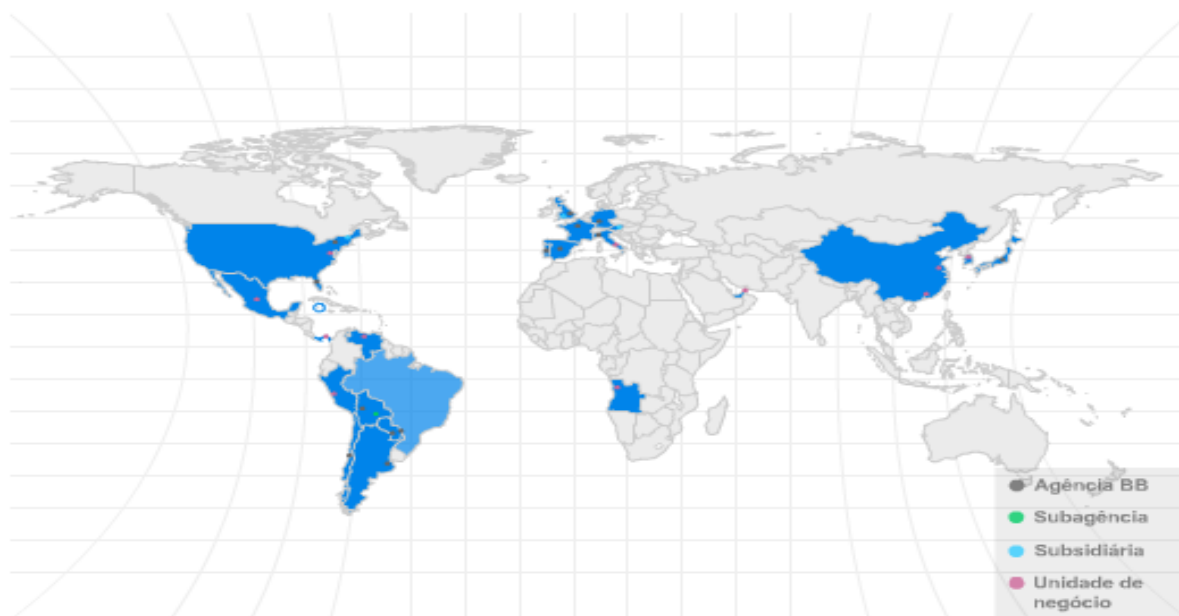 Agência BB
Subagência
Subsidiária
Unidade de
negócio